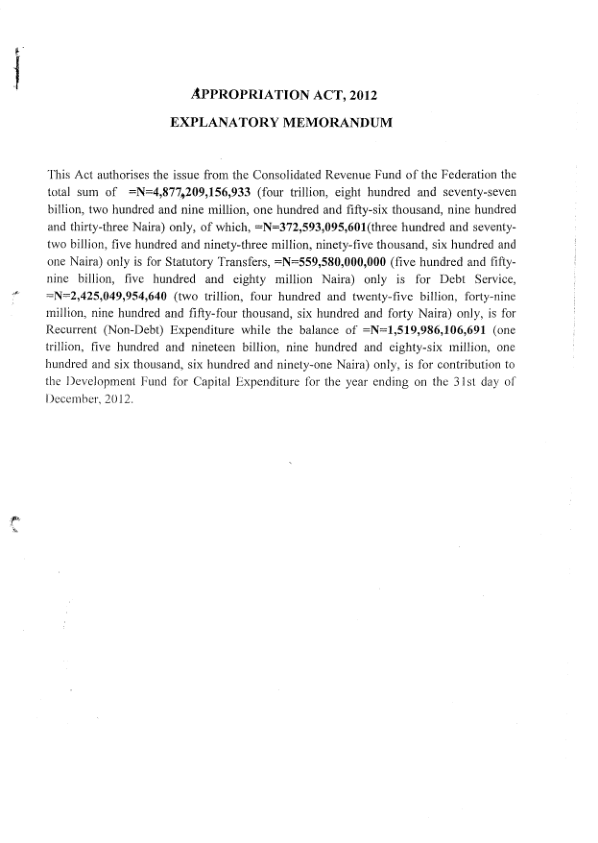 APPROPRIATION ACT, 2012
EXPLANATORY MEMORANDUM
This Act authorises the issue from the Consolidated Revenue Fund of the Federation the
total sum of =N=4,877,209,156,933 (four trillion, eight hundred and seventy-seven
billion, two hundred and nine million, one hundred and fifty-six thousand, nine hundred
and thirty-three Naira) only, of which, =N=372,593,095,601(three hundred and seventy-
two billion, five hundred and ninety-three million, ninety-five thousand, six hundred and
one Naira) only is for Statutory Transfers, =N=559,580,000,000 (five hundred and fifty-
nine billion, five hundred and eighty million Naira) only is for Debt Service,
=N=2,425,049,954,640 (two trillion, four hundred and twenty-five billion, forty-nine
million, nine hundred and fifty-four thousand, six hundred and forty Naira) only, is for
Recurrent (Non-Debt) Expenditure while the balance of =N=1,519,986,106,691 (one
trillion, five hundred and nineteen billion, nine hundred and eighty-six million, one
hundred and six thousand, six hundred and ninety-one Naira) only, is for contribution to
the Development Fund for Capital Expenditure for the year ending on the 31st day of
December, 2012.